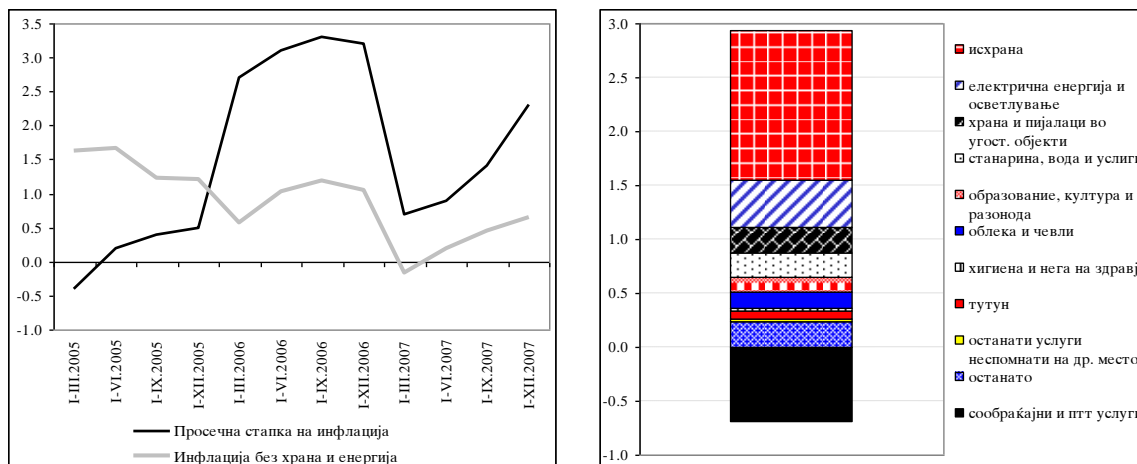 3.5
3.0
2.5
2.0
1.5
1.0
0.5
0.0
-0.5
-1.0
I-III.2005
I-VI.2005
I-IX.2005
I-XII.2005
I-III.2006
I-VI.2006
I-IX.2006
I-XII.2006
I-III.2007
I-VI.2007
I-IX.2007
I-XII.2007
Просечна стапка на инфлација
Инфлација без храна и енергија
3.0
2.5
2.0
1.5
1.0
0.5
0.0
-0.5
-1.0
исхрана
електрична енергија и
осветлување
храна и пијалаци во
угост. објекти
станарина, вода и услуги
образование, култура и
разонода
облека и чевли
хигиена и нега на здравј
тутун
останати услуги
неспомнати на др. место
останато
сообраќајни и птт услуги